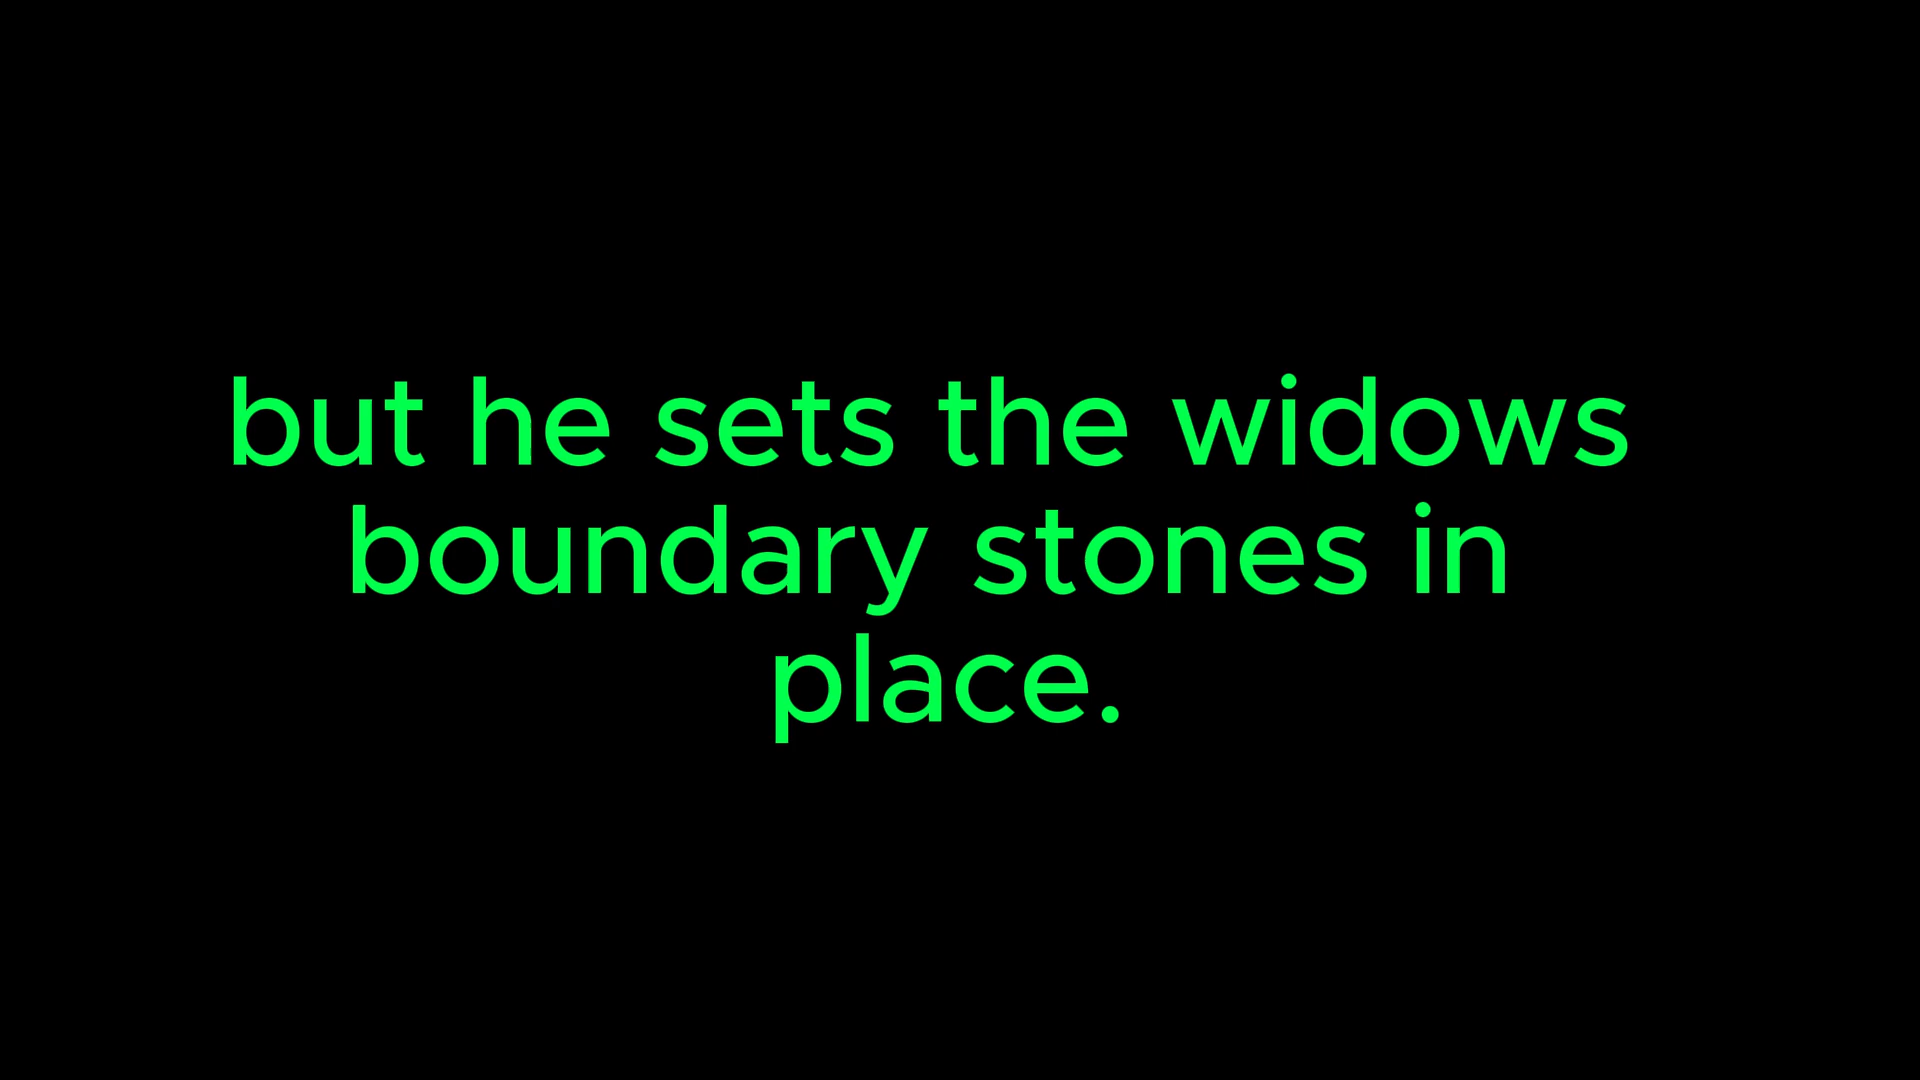 but he sets the widows
boundary stones in
place.